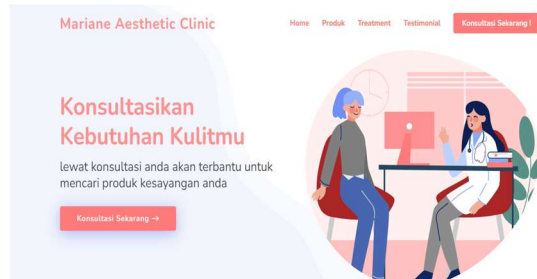 Mariane Aesthetic Clinic
Home Produk Treatment Testimonial Konsultasi Sekarang !
Konsultasikan
Kebutuhan Kulitmu
lewat konsultasi anda akan terbantu untuk
mencari produk kesayangan anda
Konsultasi Sekarang →